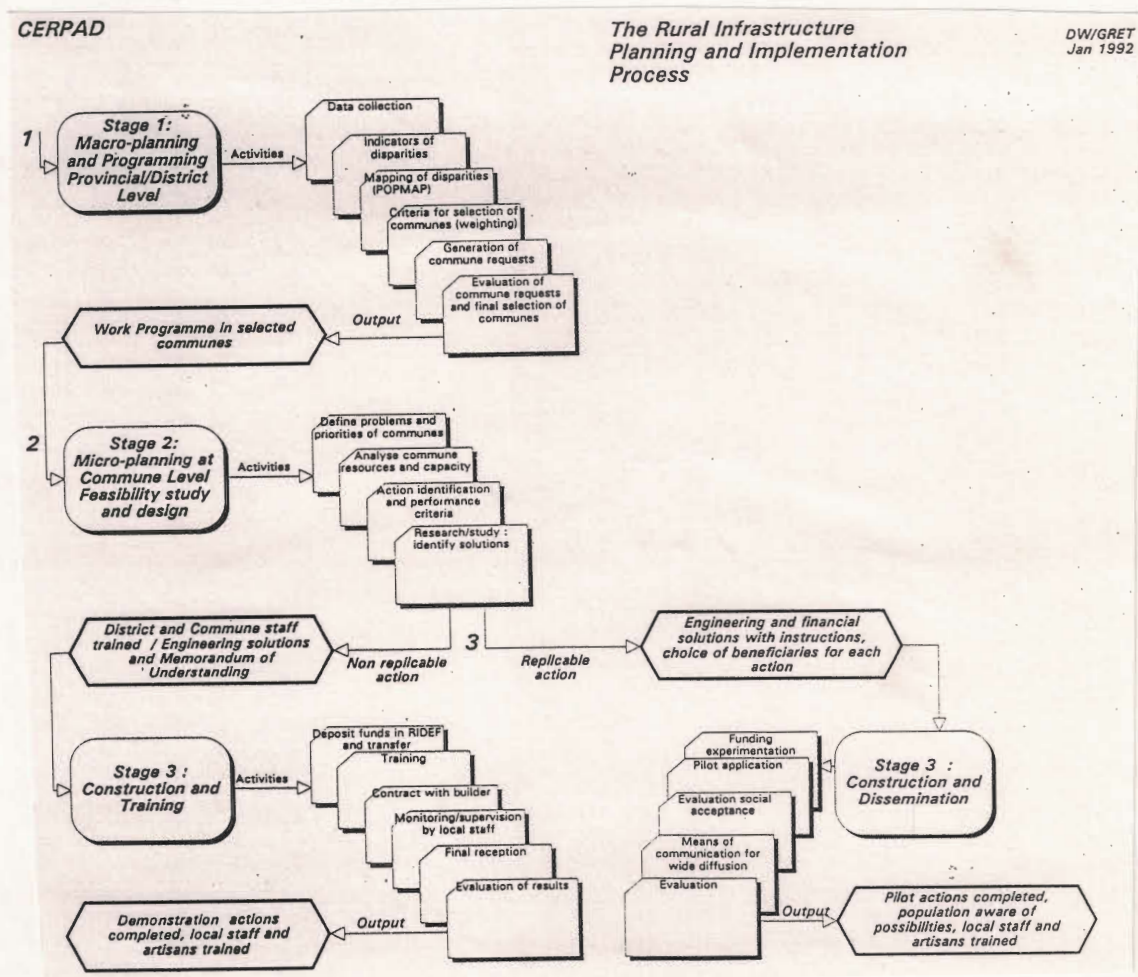 CERPAD
The Rural Infrastructure
Planning and Implementation
Process
DW/GRET
Jan 1992
1
Stage 1:
Macro-planning
and Programming
Provincial/District
Level
Activities
Data collection
Indicators of
disparities
Mapping of disparities
(POPMAP)
Criteria for selection of
communes (weighting)
Generation of
commune requests
Evaluation of
commune requests
and final selection of
communes
Output
Work Programme in selected
communes
2
Stage 2:
Micro-planning at
Commune Level
Feasibility study
and design
Activities
Define problems and
priorities of communes
Analyse commune
resources and capacity
Action identification
and performance
criteria
Research/study :
identify solutions
3
Non replicable
action
Replicable
action
District and Commune staff
trained / Engineering solutions
and Memorandum of
Understanding
Engineering and financial
solutions with instructions,
choice of beneficiaries for each
action
Stage 3 :
Construction and
Training
Activities
Deposit funds in RIDEF
and transfer
Training
Contract with builder
Monitoring/supervision
by local staff
Final reception
Evaluation of results
Output
Demonstration actions
completed, local staff and
artisans trained
Stage 3 :
Construction and
Dissemination
Funding
experimentation
Pilot application
Evaluation social
acceptance
Means of
communication for
wide diffusion
Evaluation
Output
Pilot actions completed,
population aware of
possibilities, local staff and
artisans trained